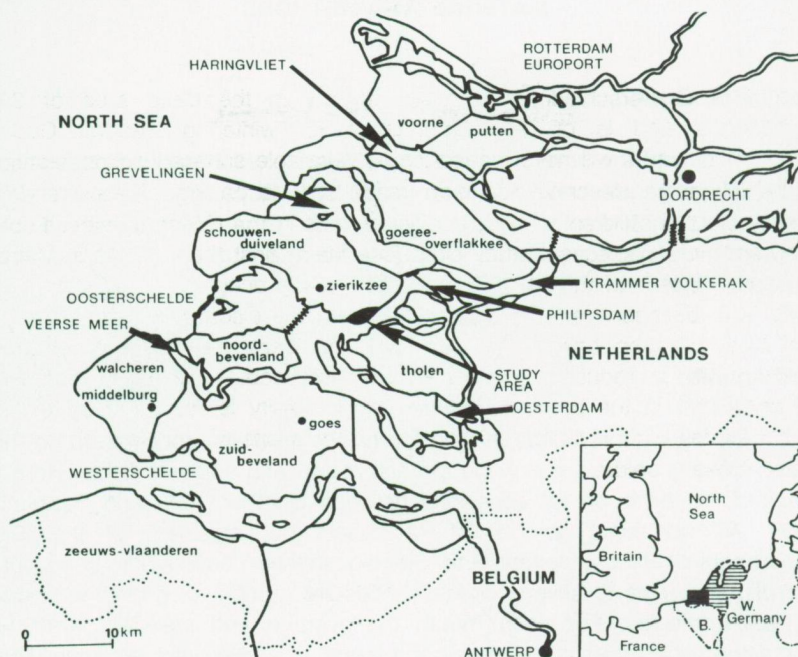 HARINGVLIET
ROTTERDAM
EUROPORT
NORTH SEA
voorne
putten
GREVELINGEN
DORDRECHT
schouwen-
duiveland
goeree-
overflakkee
zierikzee
KRAMMER VOLKERAK
OOSTERSCHELDE
PHILIPSDAM
VEERSE MEER
NETHERLANDS
noord-
bevenland
walcheren
tholen
STUDY
AREA
middelburg
OESTERDAM
goes
zuid-
beveland
WESTERSCHELDE
North
Sea
zeeuws-vlaanderen
Britain
BELGIUM
W.
Germany
B.
France
0 10km
ANTWERP